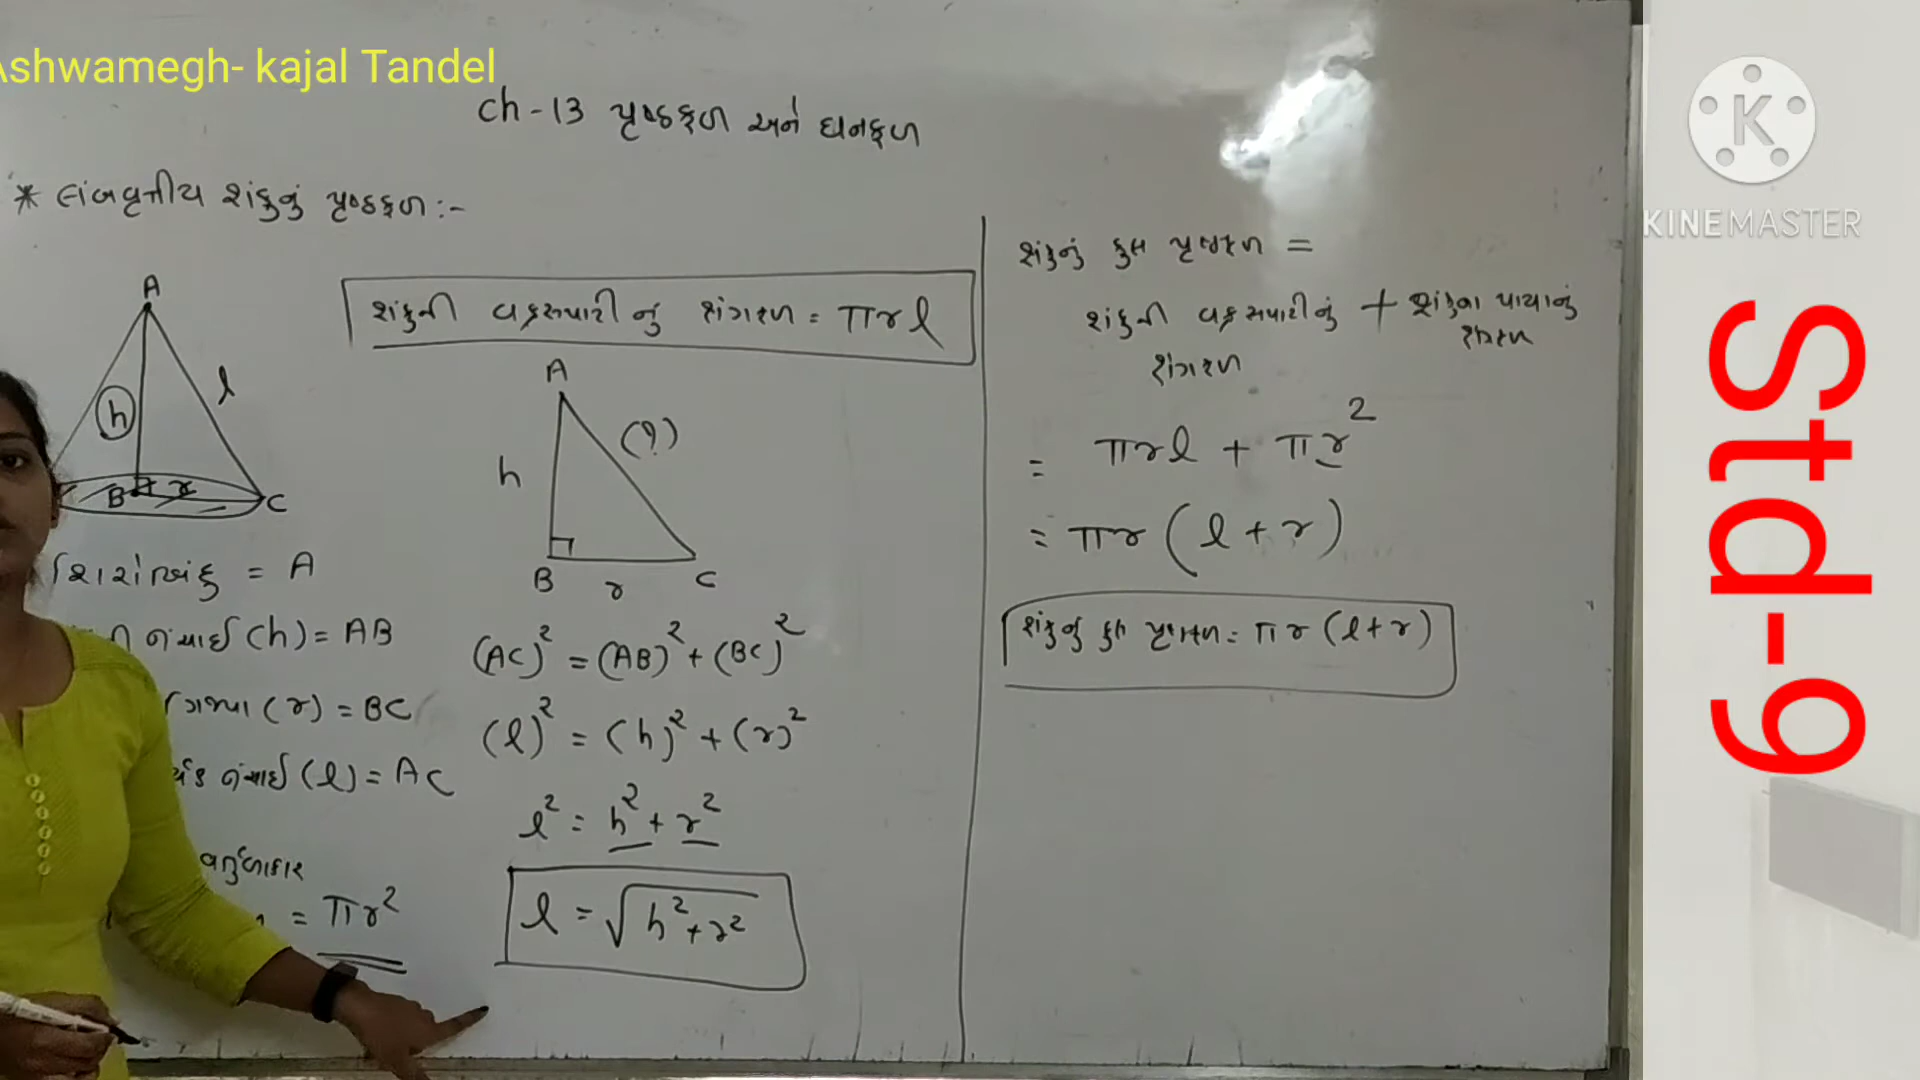 Ashwamegh- kajal Tandel
ch - 13 પૃષ્ઠફળ અને ઘનફળ
* લંબવૃત્તીય શંકુનું પૃષ્ઠફળ :-
A
h
l
B
r
C
શિરોબિંદુ = A
ઊંચાઈ (h) = AB
ત્રિજ્યા (r) = BC
ઊંચાઈ (l) = AC
વર્તુળાકાર
= πr²
શંકુની વક્રસપાટીનું ક્ષેત્રફળ = πrl
A
h
(?)
B
r
C
(AC)² = (AB)² + (BC)²
(l)² = (h)² + (r)²
l² = h² + r²
l = √h² + r²
શંકુનું કુલ પૃષ્ઠફળ =
શંકુની વક્રસપાટીનું + શંકુના પાયાનું
ક્ષેત્રફળ ક્ષેત્રફળ
= πrl + πr²
= πr (l + r)
શંકુનું કુલ પૃષ્ઠફળ = πr (l + r)
K
KINEMASTER
Std-9